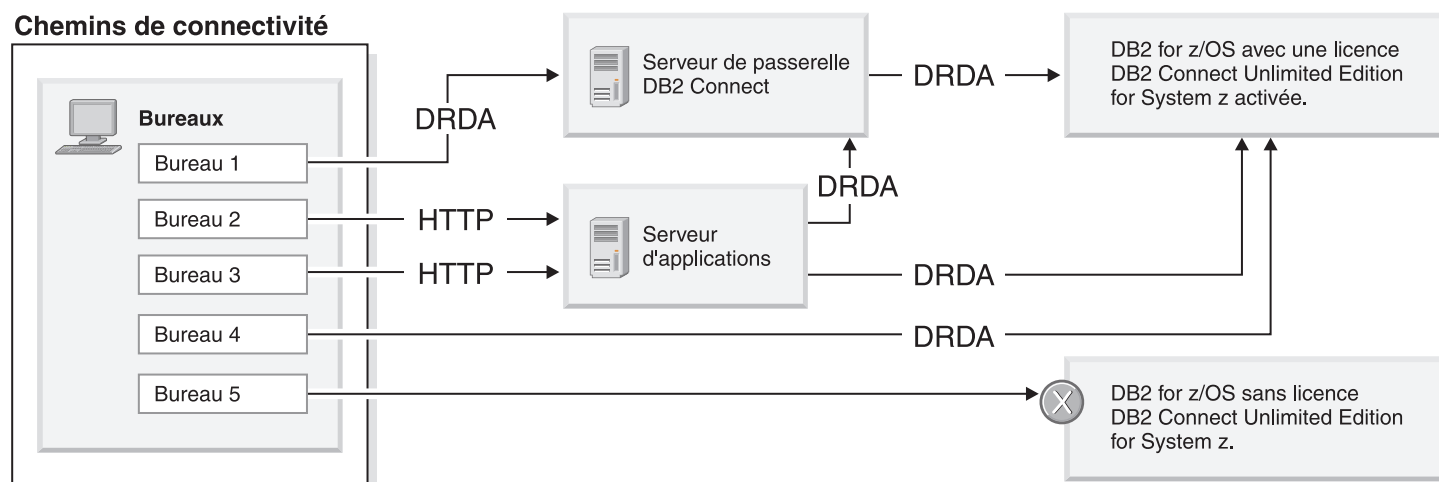 Chemins de connectivité
Bureaux
Bureau 1
Bureau 2
Bureau 3
Bureau 4
Bureau 5
DRDA
HTTP
HTTP
Serveur de passerelle
DB2 Connect
DRDA
Serveur
d'applications
DRDA
DRDA
DRDA
DB2 for z/OS avec une licence
DB2 Connect Unlimited Edition
for System z activée.
X
DB2 for z/OS sans licence
DB2 Connect Unlimited Edition
for System z.